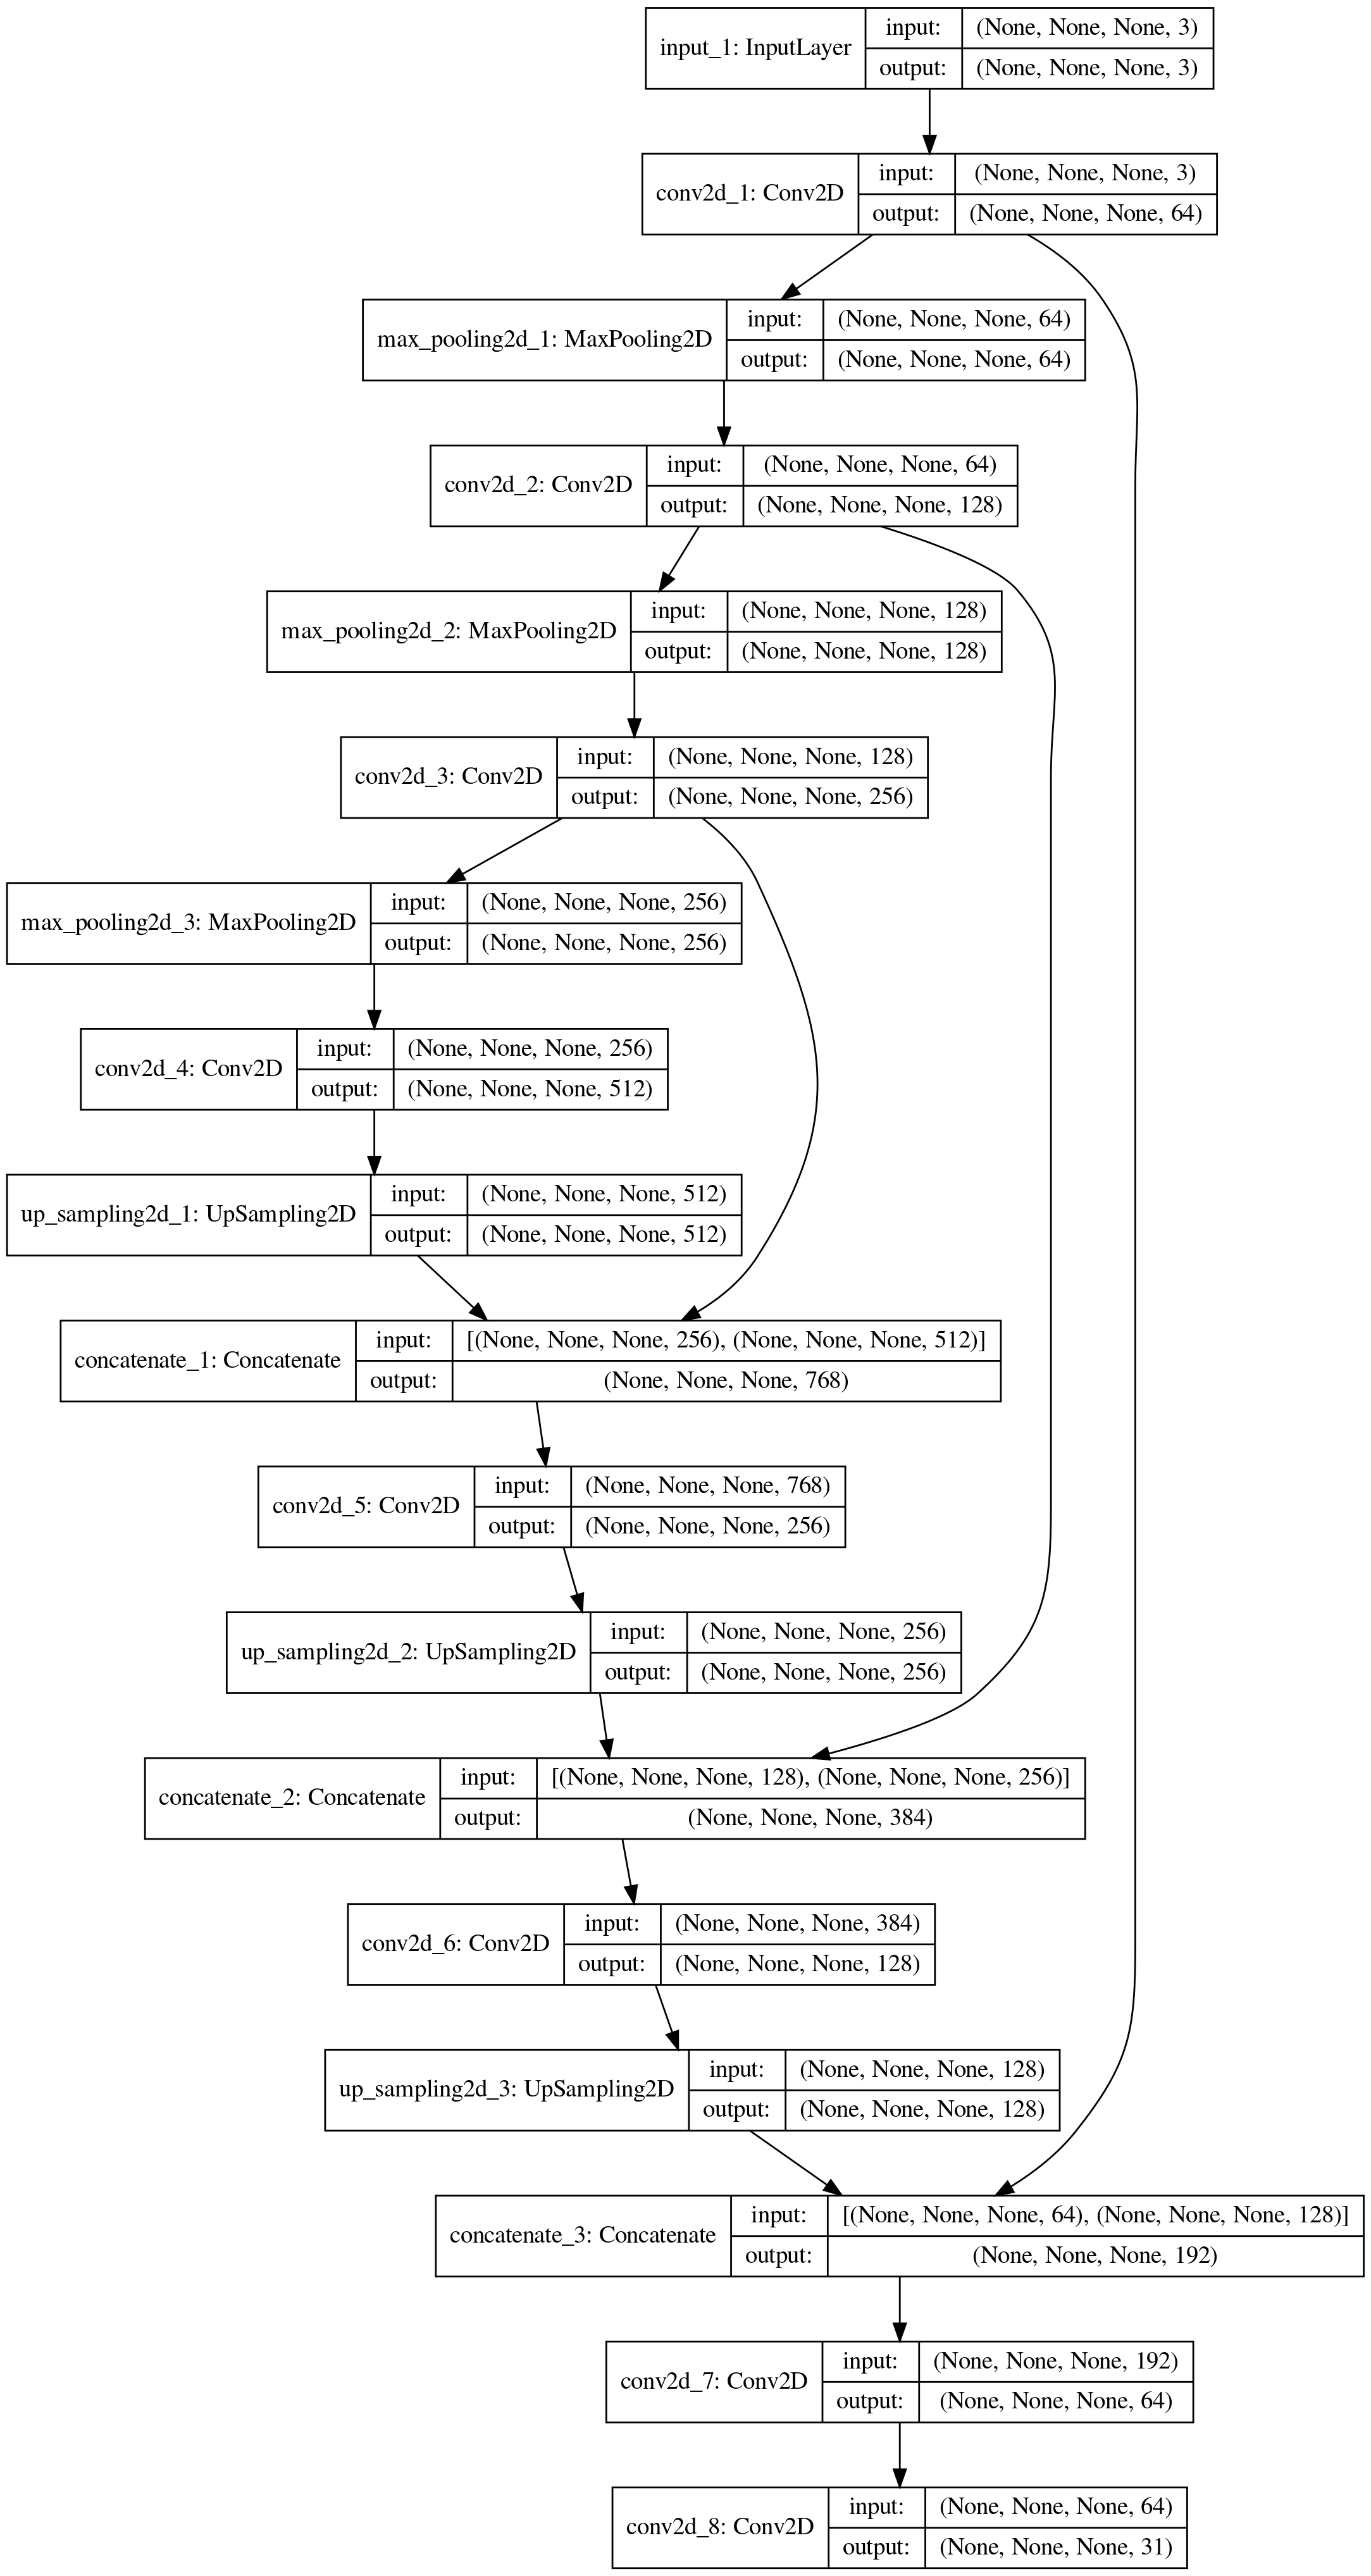 input_1: InputLayer
input: (None, None, None, 3)
output: (None, None, None, 3)
conv2d_1: Conv2D
input: (None, None, None, 3)
output: (None, None, None, 64)
max_pooling2d_1: MaxPooling2D
input: (None, None, None, 64)
output: (None, None, None, 64)
conv2d_2: Conv2D
input: (None, None, None, 64)
output: (None, None, None, 128)
max_pooling2d_2: MaxPooling2D
input: (None, None, None, 128)
output: (None, None, None, 128)
conv2d_3: Conv2D
input: (None, None, None, 128)
output: (None, None, None, 256)
max_pooling2d_3: MaxPooling2D
input: (None, None, None, 256)
output: (None, None, None, 256)
conv2d_4: Conv2D
input: (None, None, None, 256)
output: (None, None, None, 512)
up_sampling2d_1: UpSampling2D
input: (None, None, None, 512)
output: (None, None, None, 512)
concatenate_1: Concatenate
input: [(None, None, None, 256), (None, None, None, 512)]
output: (None, None, None, 768)
conv2d_5: Conv2D
input: (None, None, None, 768)
output: (None, None, None, 256)
up_sampling2d_2: UpSampling2D
input: (None, None, None, 256)
output: (None, None, None, 256)
concatenate_2: Concatenate
input: [(None, None, None, 128), (None, None, None, 256)]
output: (None, None, None, 384)
conv2d_6: Conv2D
input: (None, None, None, 384)
output: (None, None, None, 128)
up_sampling2d_3: UpSampling2D
input: (None, None, None, 128)
output: (None, None, None, 128)
concatenate_3: Concatenate
input: [(None, None, None, 64), (None, None, None, 128)]
output: (None, None, None, 192)
conv2d_7: Conv2D
input: (None, None, None, 192)
output: (None, None, None, 64)
conv2d_8: Conv2D
input: (None, None, None, 64)
output: (None, None, None, 31)